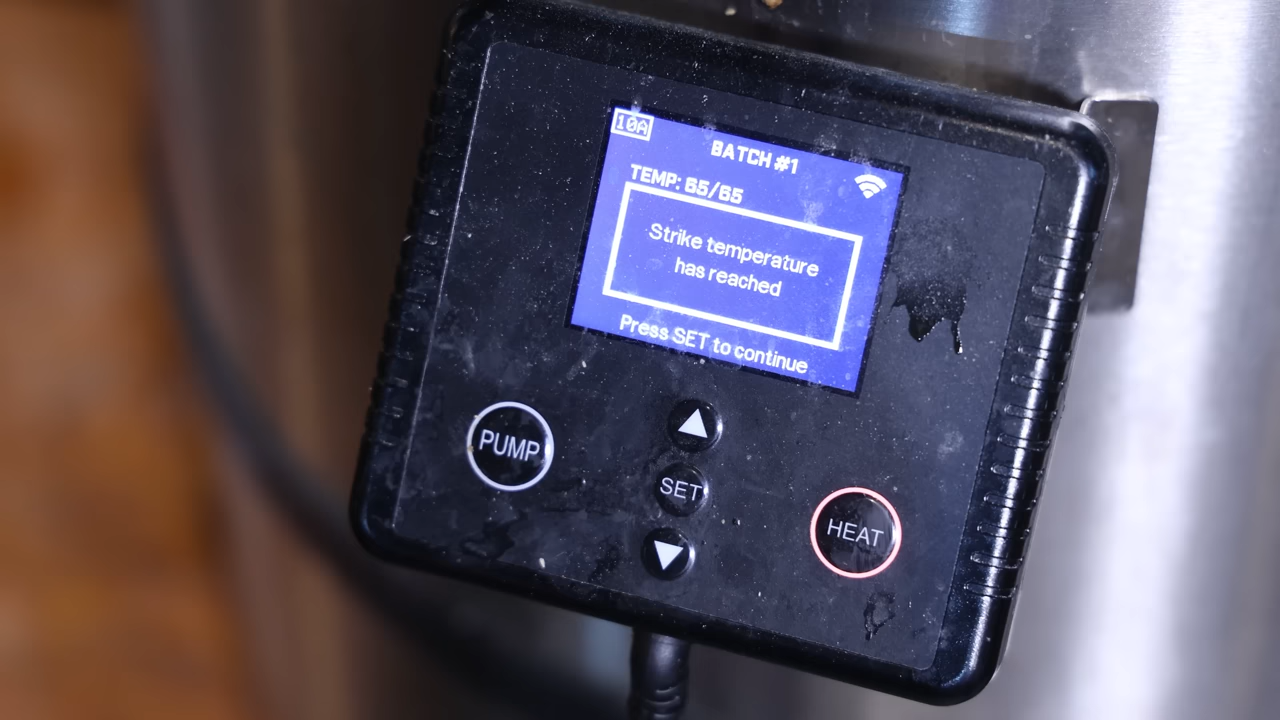 10A
BATCH #1
TEMP: 65/65
Strike temperature
has reached
Press SET to continue
PUMP
SET
HEAT